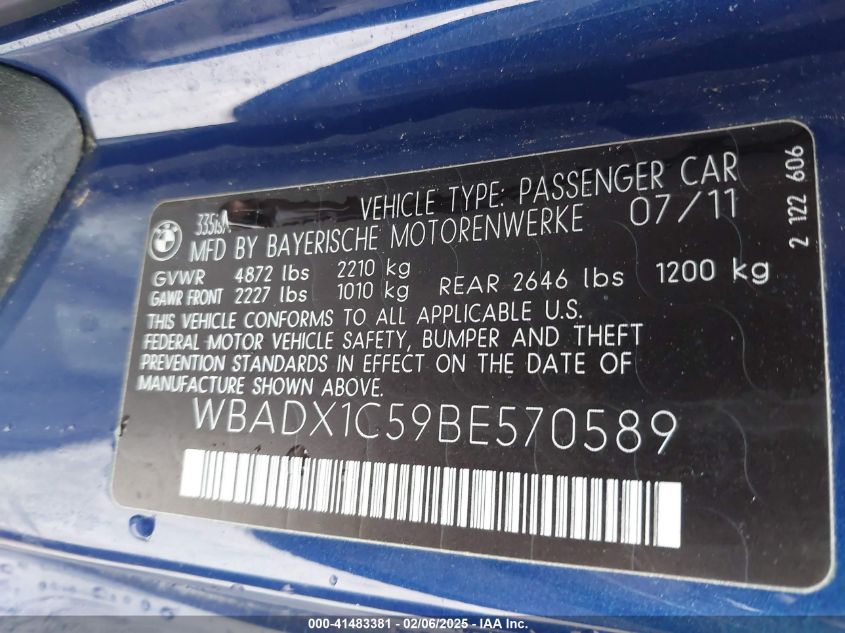 335isA
VEHICLE TYPE: PASSENGER CAR
MFD BY BAYERISCHE MOTORENWERKE 07/11
GVWR 4872 lbs 2210 kg
GAWR FRONT 2227 lbs 1010 kg REAR 2646 lbs 1200 kg
THIS VEHICLE CONFORMS TO ALL APPLICABLE U.S.
FEDERAL MOTOR VEHICLE SAFETY, BUMPER AND THEFT
PREVENTION STANDARDS IN EFFECT ON THE DATE OF
MANUFACTURE SHOWN ABOVE.
WBADX1C59BE570589
2 122 606
000-41483381 - 02/06/2025 - IAA, Inc.